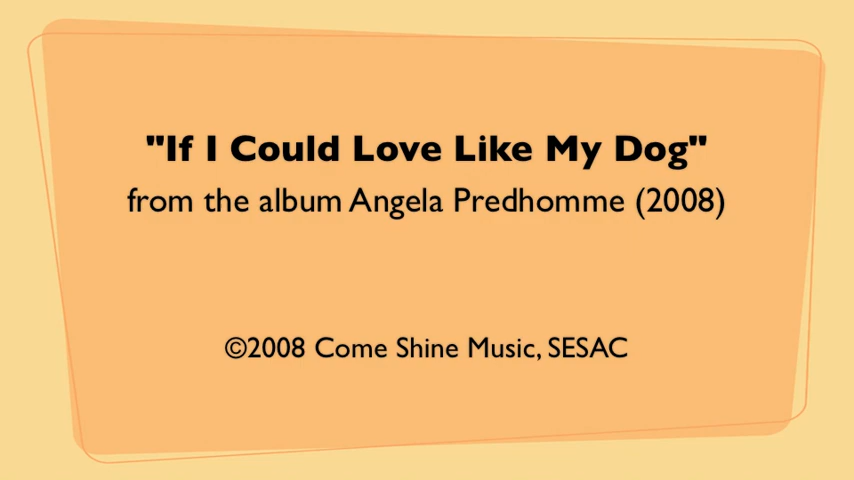 "If I Could Love Like My Dog"
from the album Angela Predhomme (2008)
©2008 Come Shine Music, SESAC